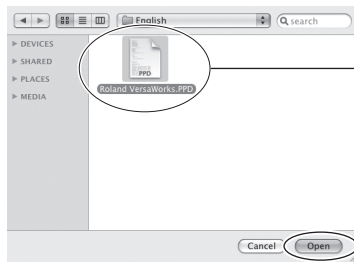 English
search
DEVICES
SHARED
PLACES
MEDIA
PPD
Roland VersaWorks.PPD
Cancel Open